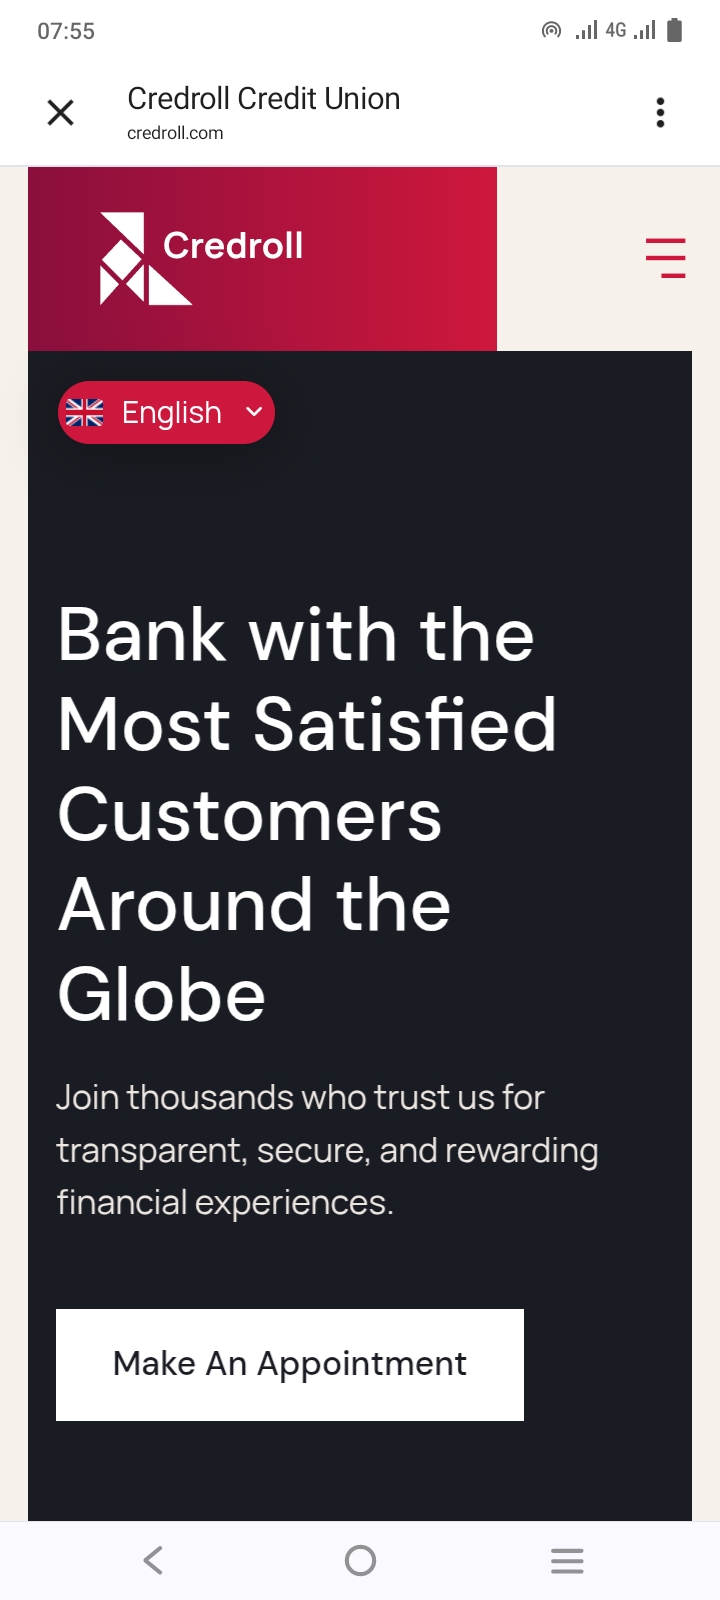 07:55
4G
Credroll Credit Union
credroll.com
Credroll
English
Bank with the
Most Satisfied
Customers
Around the
Globe
Join thousands who trust us for
transparent, secure, and rewarding
financial experiences.
Make An Appointment